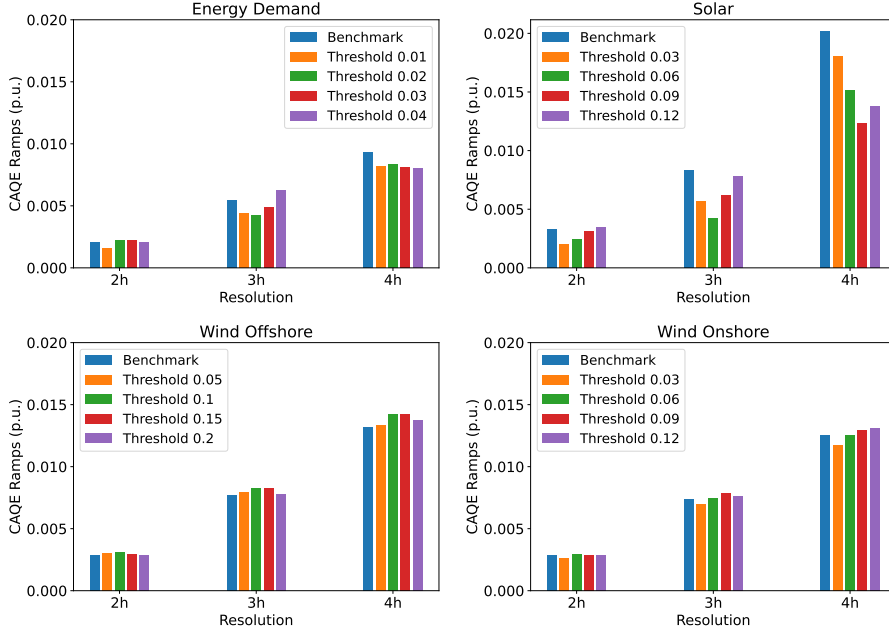 Energy Demand
CAQE Ramps (p.u.)
0.020
0.015
0.010
0.005
0.000
Benchmark
Threshold 0.01
Threshold 0.02
Threshold 0.03
Threshold 0.04
2h
3h
4h
Resolution
Solar
CAQE Ramps (p.u.)
0.020
0.015
0.010
0.005
0.000
Benchmark
Threshold 0.03
Threshold 0.06
Threshold 0.09
Threshold 0.12
2h
3h
4h
Resolution
Wind Offshore
CAQE Ramps (p.u.)
0.020
0.015
0.010
0.005
0.000
Benchmark
Threshold 0.05
Threshold 0.1
Threshold 0.15
Threshold 0.2
2h
3h
4h
Resolution
Wind Onshore
CAQE Ramps (p.u.)
0.020
0.015
0.010
0.005
0.000
Benchmark
Threshold 0.03
Threshold 0.06
Threshold 0.09
Threshold 0.12
2h
3h
4h
Resolution